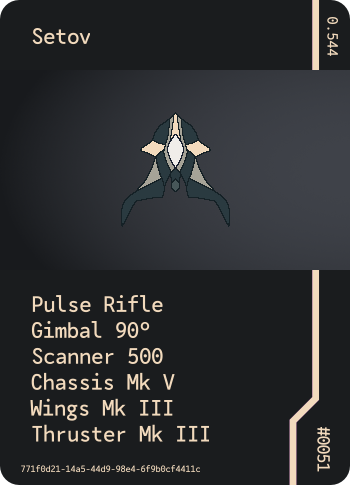 Setov
0.544
Pulse Rifle
Gimbal 90°
Scanner 500
Chassis Mk V
Wings Mk III
Thruster Mk III
#0051
771f0d21-14a5-44d9-98e4-6f9b0cf4411c